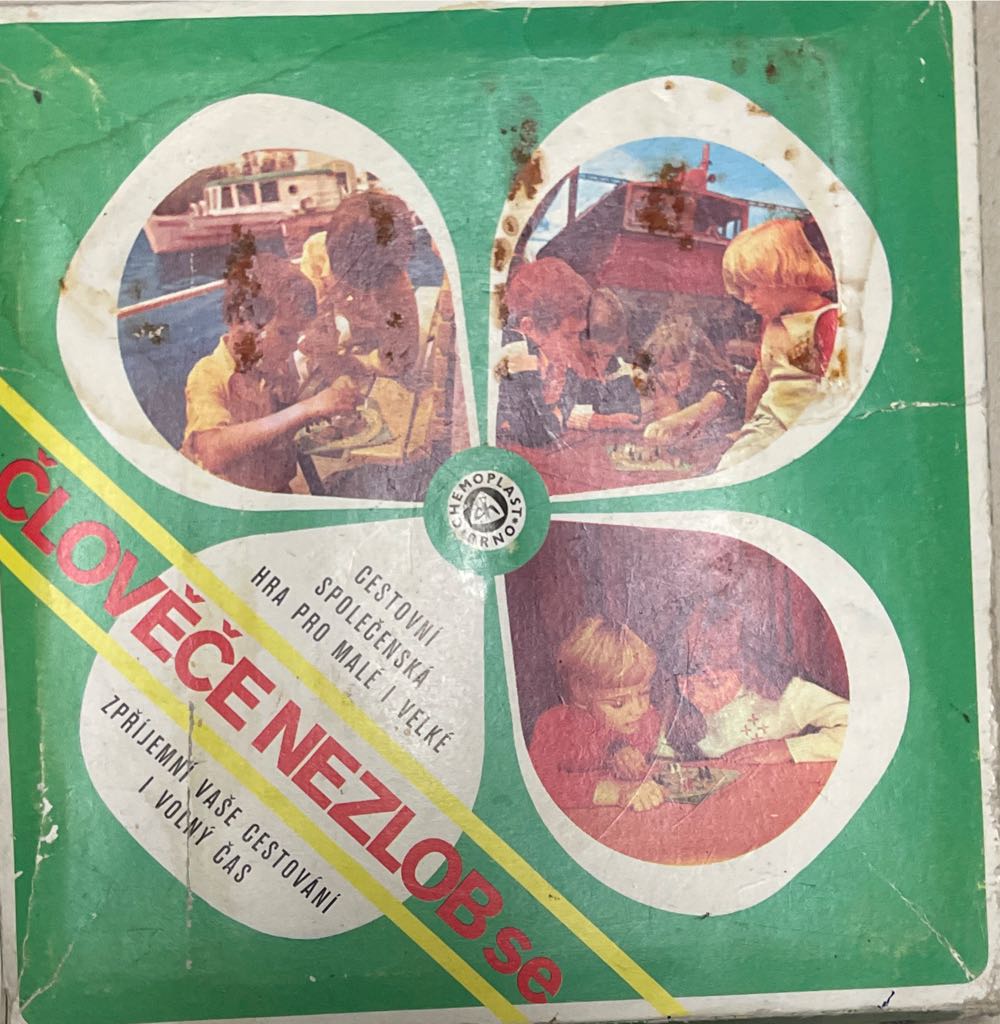 CHEMOPLAST
BRNO
CESTOVNÍ
SPOLEČENSKÁ
HRA PRO MALÉ I VELKÉ
ČLOVĚČE NEZLOB se
ZPŘÍJEMNÍ VAŠE CESTOVÁNÍ
I VOLNÝ ČAS